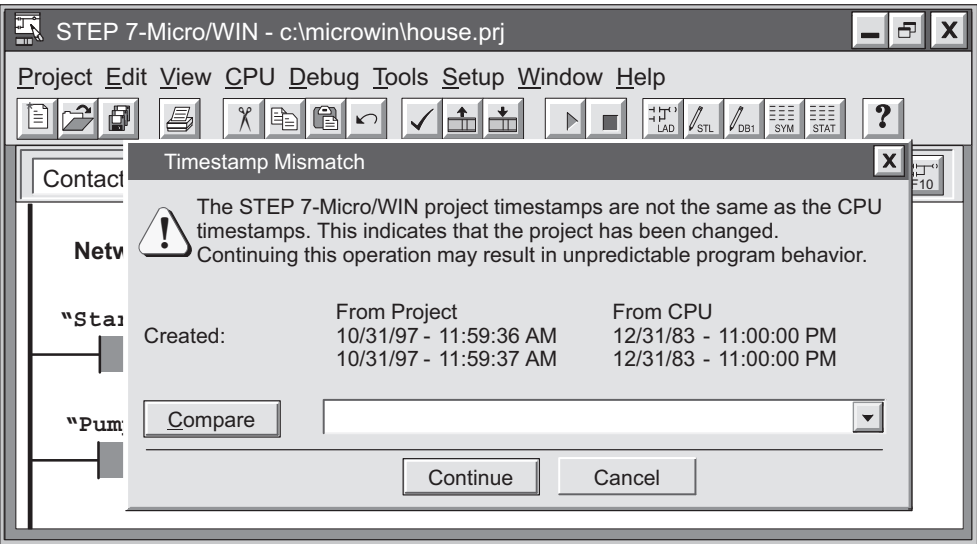 STEP 7-Micro/WIN - c:\microwin\house.prj
Project Edit View CPU Debug Tools Setup Window Help
LAD STL DB1 SYM STAT ?
Timestamp Mismatch
Contact
F10
The STEP 7-Micro/WIN project timestamps are not the same as the CPU
timestamps. This indicates that the project has been changed.
Continuing this operation may result in unpredictable program behavior.
Netw
"Star
From Project From CPU
Created: 10/31/97 - 11:59:36 AM 12/31/83 - 11:00:00 PM
10/31/97 - 11:59:37 AM 12/31/83 - 11:00:00 PM
"Pum
Compare
Continue Cancel